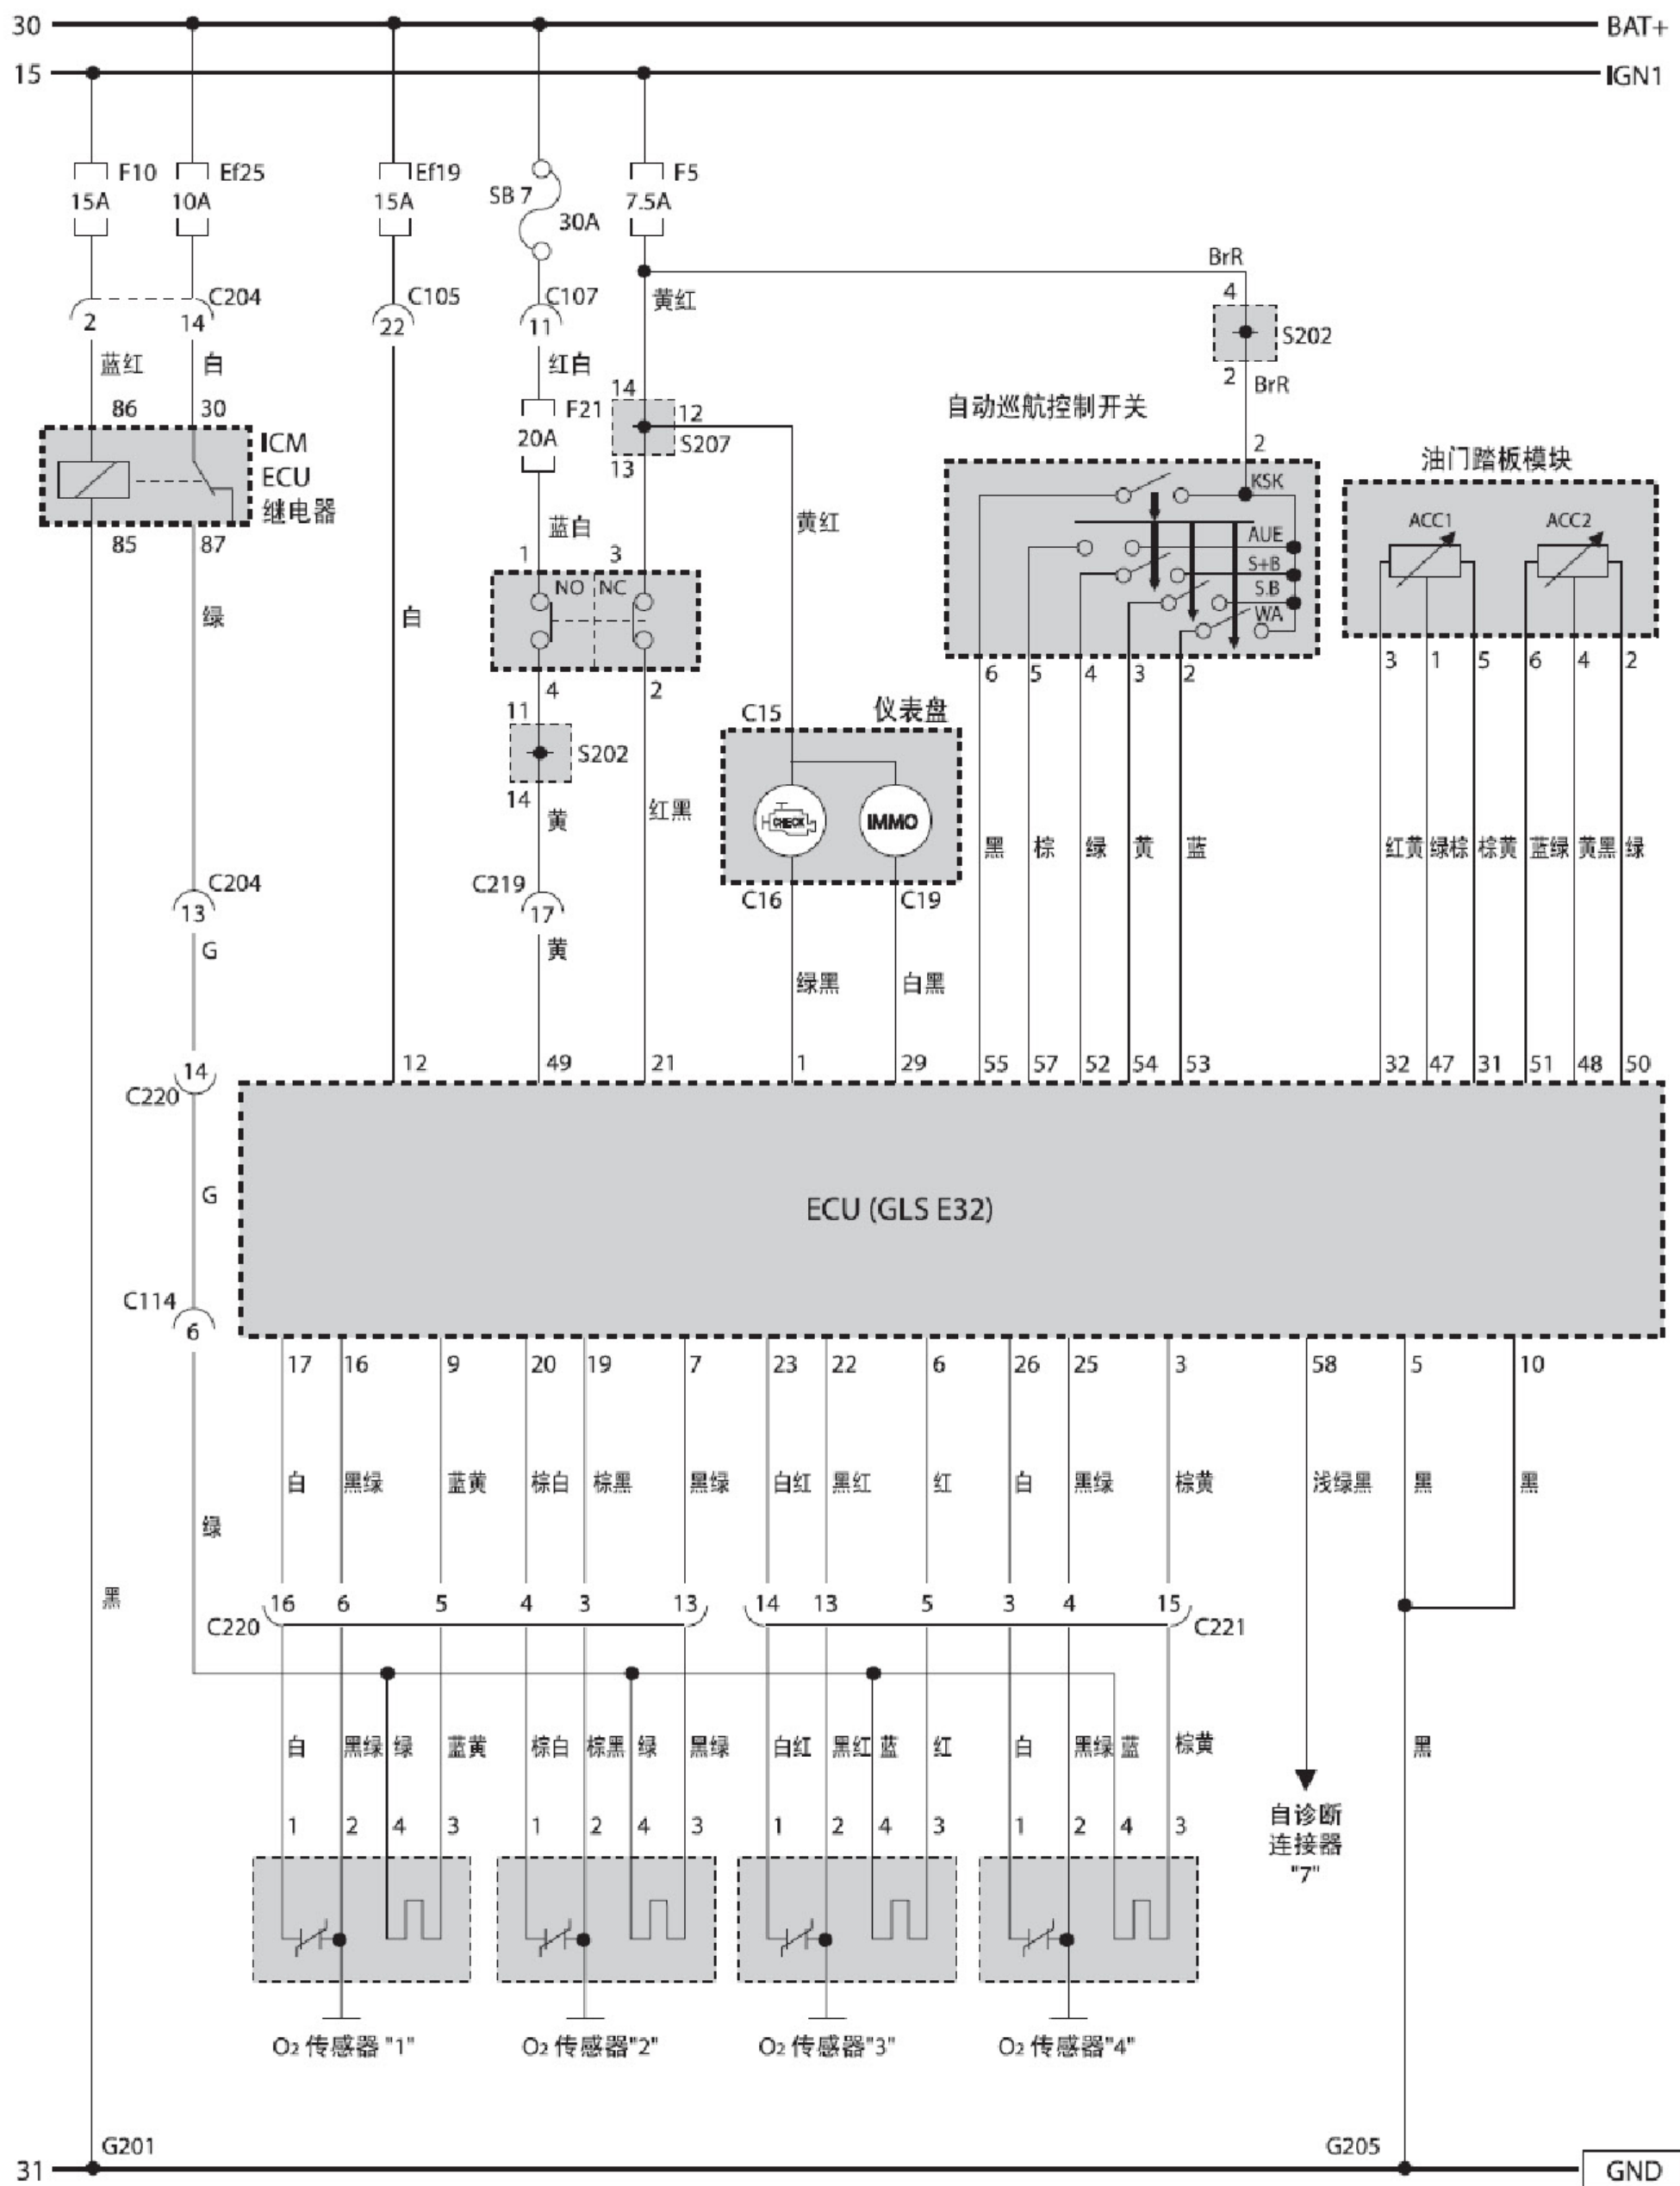 30 BAT+
15 IGN1
F10 Ef25 Ef19 SB 7 F5
15A 10A 15A 30A 7.5A
BrR
C204 C105 C107 黄红 4
2 14 22 11 S202
蓝红 白 红白 2 BrR
86 30 F21 14 12 自动巡航控制开关
20A S207
13
2
ICM
ECU
继电器
油门踏板模块
KSK
ACC1 ACC2
AUE
S+B
S.B
WA
85 87 蓝白 黄红
1 3
NO NC
绿 白
3 1 5 6 4 2
6 5 4 3 2
4 2
11 C15 仪表盘
S202
14
黄 红黑 CHECK IMMO
黑 棕 绿 黄 蓝 红黄 绿棕 棕黄 蓝绿 黄黑 绿
C204 C219 C16 C19
13 17
G 黄
绿黑 白黑
14 12 49 21 1 29 55 57 52 54 53 32 47 31 51 48 50
C220
G ECU (GLS E32)
C114
6
17 16 9 20 19 7 23 22 6 26 25 3 58 5 10
白 黑绿 蓝黄 棕白 棕黑 黑绿 白红 黑红 红 白 黑绿 棕黄 浅绿黑 黑 黑
绿
黑
16 6 5 4 3 13 14 13 5 3 4 15
C220 C221
白 黑绿 绿 蓝黄 棕白 棕黑 绿 黑绿 白红 黑红 蓝 红 白 黑绿 蓝 棕黄 黑
1 2 4 3 1 2 4 3 1 2 4 3 1 2 4 3
自诊断
连接器
"7"
O₂ 传感器 "1" O₂ 传感器"2" O₂ 传感器"3" O₂ 传感器"4"
G201 G205
31 GND